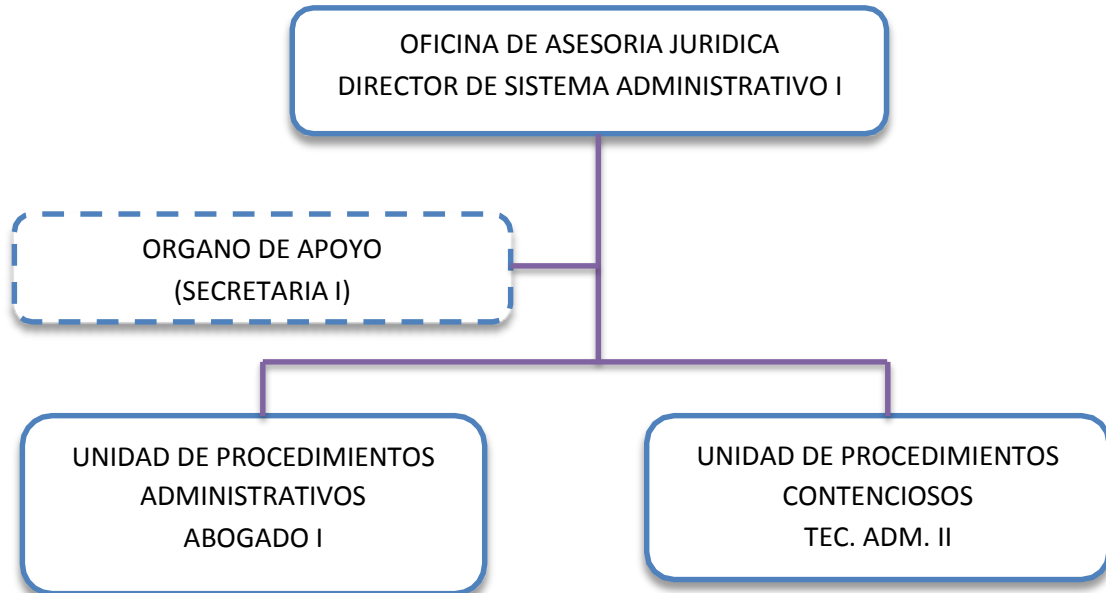 OFICINA DE ASESORIA JURIDICA
DIRECTOR DE SISTEMA ADMINISTRATIVO I
ORGANO DE APOYO
(SECRETARIA I)
UNIDAD DE PROCEDIMIENTOS
ADMINISTRATIVOS
ABOGADO I
UNIDAD DE PROCEDIMIENTOS
CONTENCIOSOS
TEC. ADM. II